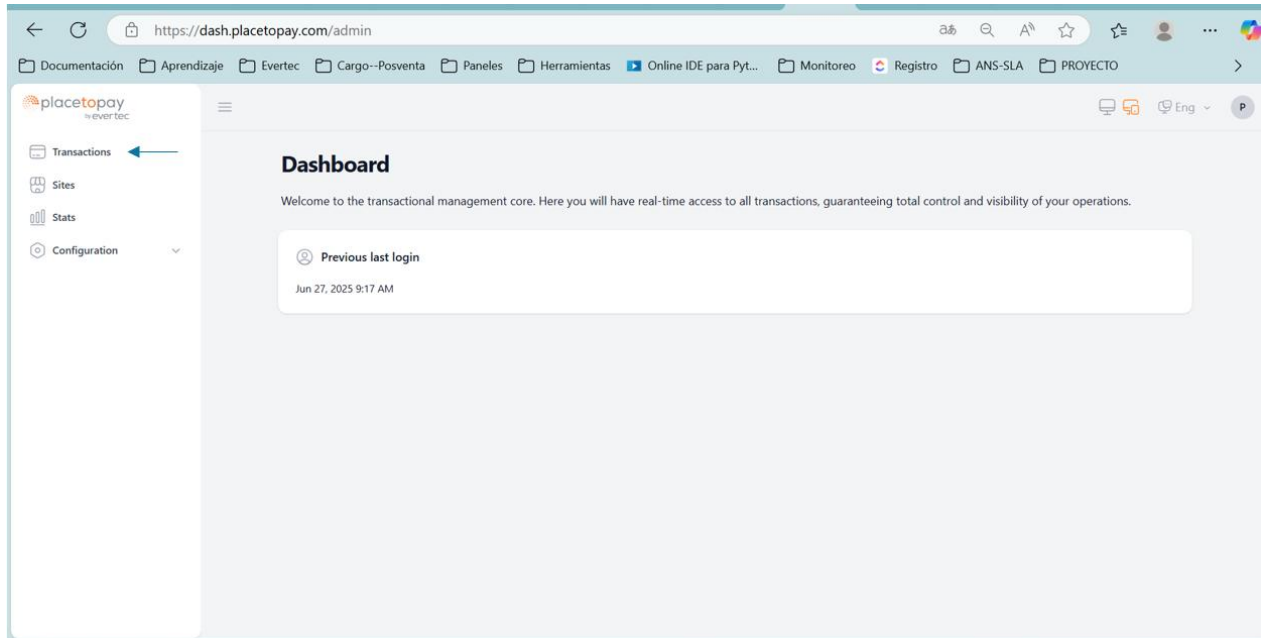 https://dash.placetopay.com/admin
Documentación Aprendizaje Evertec Cargo--Posventa Paneles Herramientas Online IDE para Pyt... Monitoreo Registro ANS-SLA PROYECTO
placetopay
evertec
Eng
P
Transactions
Sites
Stats
Configuration
Dashboard
Welcome to the transactional management core. Here you will have real-time access to all transactions, guaranteeing total control and visibility of your operations.
Previous last login
Jun 27, 2025 9:17 AM